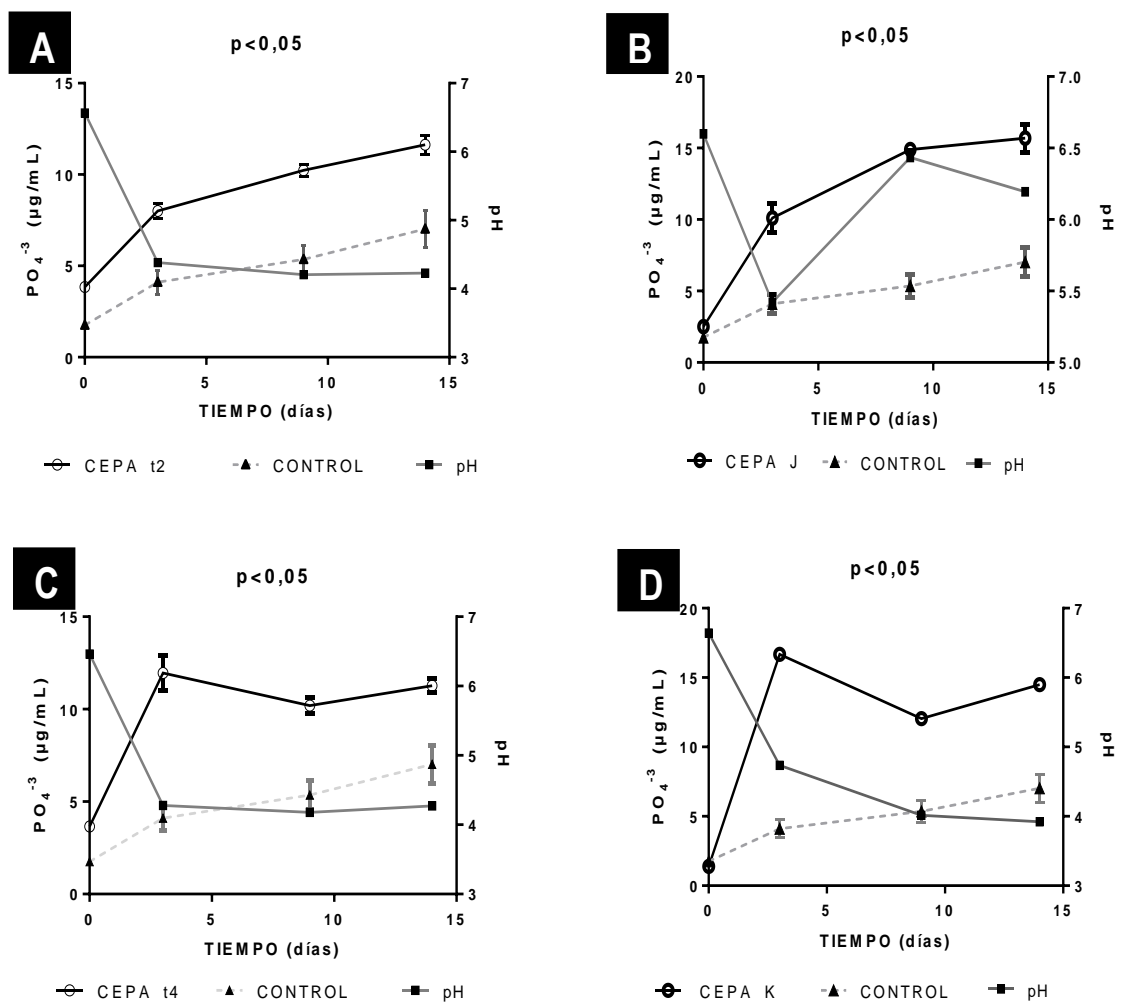 A
p<0,05
PO₄⁻³ (µg/mL)
15
10
5
0
7
6
5
4
3
pH
0 5 10 15
TIEMPO (días)
CEPA t2 CONTROL pH
B
p<0,05
PO₄⁻³ (µg/mL)
20
15
10
5
0
7.0
6.5
6.0
5.5
5.0
pH
0 5 10 15
TIEMPO (días)
CEPA J CONTROL pH
C
p<0,05
PO₄⁻³ (µg/mL)
15
10
5
0
7
6
5
4
3
pH
0 5 10 15
TIEMPO (días)
CEPA t4 CONTROL pH
D
p<0,05
PO₄⁻³ (µg/mL)
20
15
10
5
0
7
6
5
4
3
pH
0 5 10 15
TIEMPO (días)
CEPA K CONTROL pH